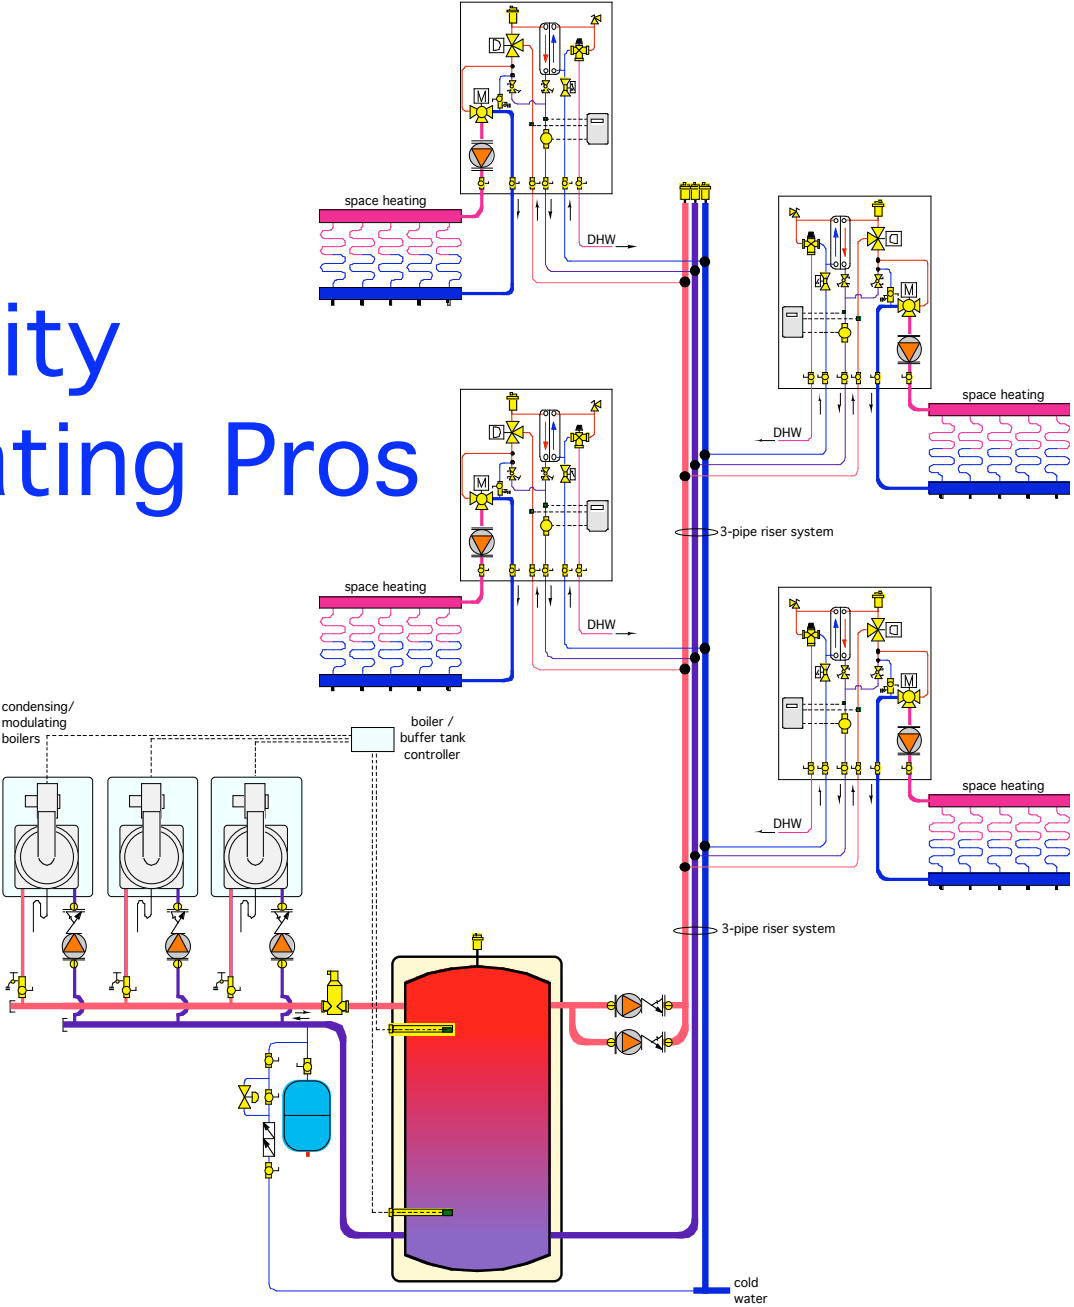 space heating
DHW
M
D
DHW
M
D
space heating
ity
ating Pros
space heating
DHW
M
D
3-pipe riser system
DHW
M
D
space heating
condensing/
modulating
boilers
boiler /
buffer tank
controller
3-pipe riser system
cold
water